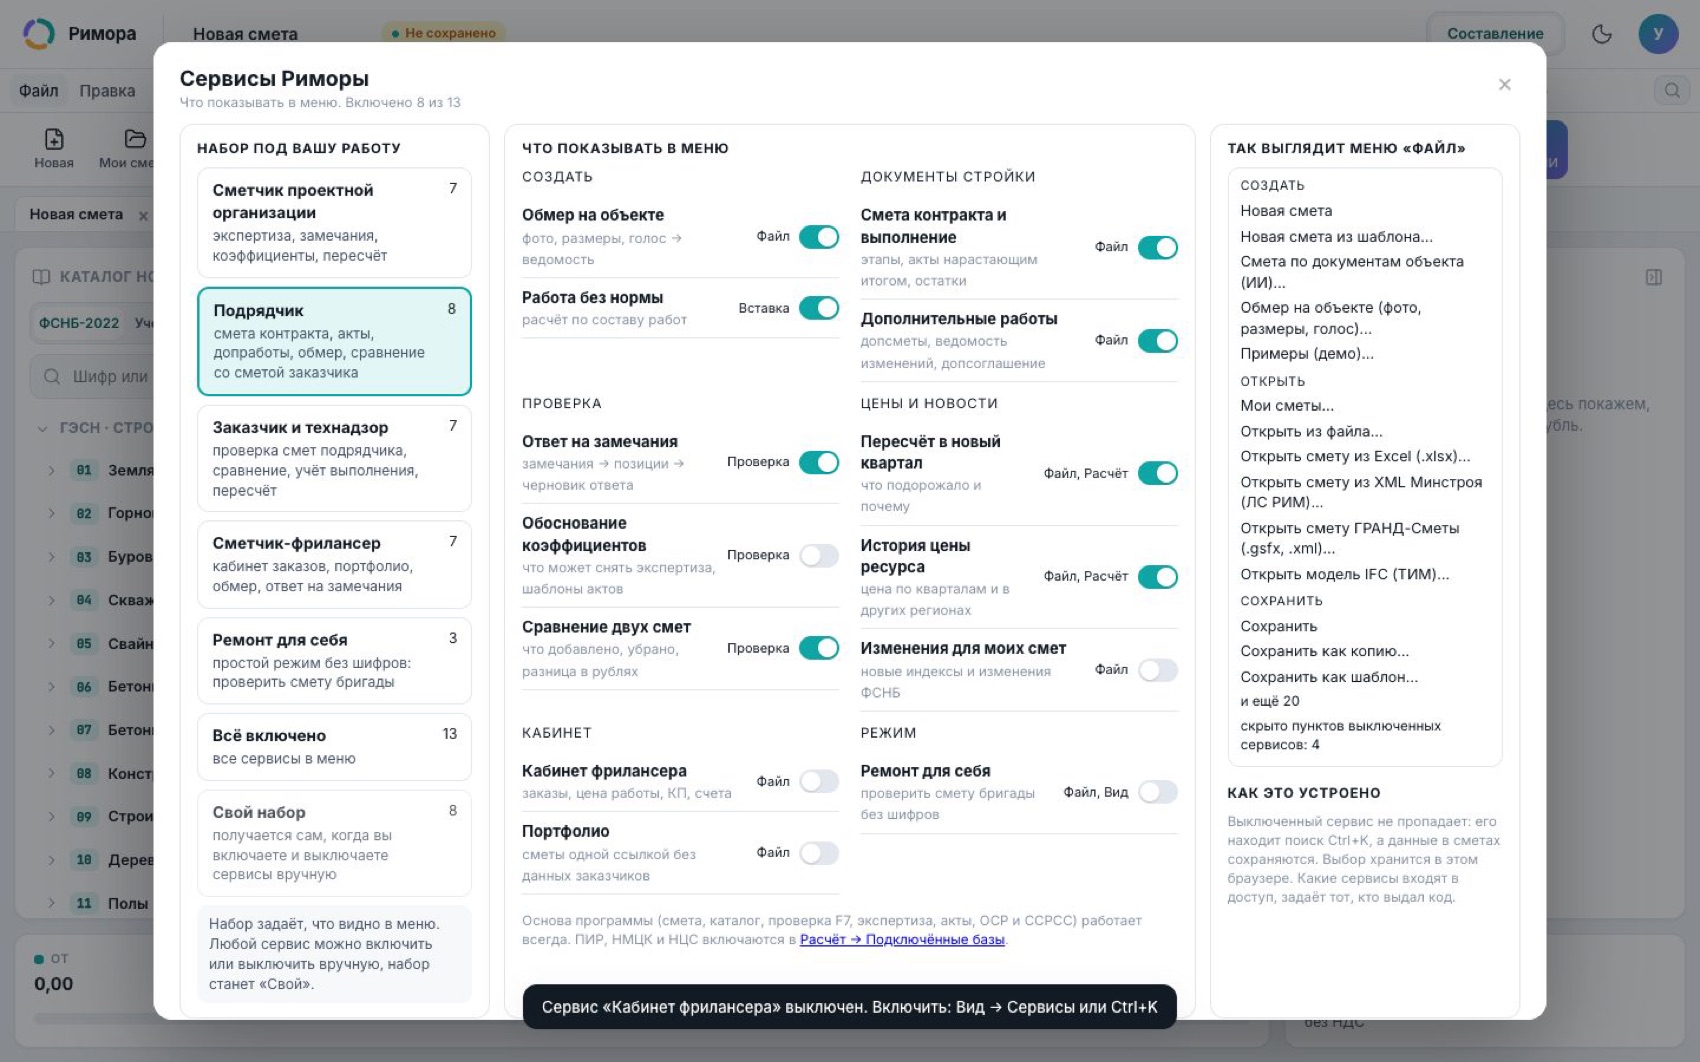 Римора
Новая смета
Не сохранено
Составление
У
Файл
Правка
Новая
Мои сме
Новая смета
КАТАЛОГ НО
ФСНБ-2022
Уче
Шифр или
ГЭСН · СТРО
01 Земля
02 Горно
03 Буров
04 Скваж
05 Свайн
06 Бетон
07 Бетон
08 Конст
09 Строи
10 Дерев
11 Полы
ОТ
0,00
Сервисы Риморы
Что показывать в меню. Включено 8 из 13
НАБОР ПОД ВАШУ РАБОТУ
Сметчик проектной
организации
7
экспертиза, замечания,
коэффициенты, пересчёт
Подрядчик
8
смета контракта, акты,
допработы, обмер, сравнение
со сметой заказчика
Заказчик и технадзор
7
проверка смет подрядчика,
сравнение, учёт выполнения,
пересчёт
Сметчик-фрилансер
7
кабинет заказов, портфолио,
обмер, ответ на замечания
Ремонт для себя
3
простой режим без шифров:
проверить смету бригады
Всё включено
13
все сервисы в меню
Свой набор
8
получается сам, когда вы
включаете и выключаете
сервисы вручную
Набор задаёт, что видно в меню.
Любой сервис можно включить
или выключить вручную, набор
станет «Свой».
ЧТО ПОКАЗЫВАТЬ В МЕНЮ
СОЗДАТЬ
Обмер на объекте
фото, размеры, голос →
ведомость
Файл
Работа без нормы
расчёт по составу работ
Вставка
ДОКУМЕНТЫ СТРОЙКИ
Смета контракта и
выполнение
этапы, акты нарастающим
итогом, остатки
Файл
Дополнительные работы
допсметы, ведомость
изменений, допсоглашение
Файл
ПРОВЕРКА
Ответ на замечания
замечания → позиции →
черновик ответа
Проверка
Обоснование
коэффициентов
что может снять экспертиза,
шаблоны актов
Проверка
Сравнение двух смет
что добавлено, убрано,
разница в рублях
Проверка
ЦЕНЫ И НОВОСТИ
Пересчёт в новый
квартал
что подорожало и
почему
Файл, Расчёт
История цены
ресурса
цена по кварталам и в
других регионах
Файл, Расчёт
Изменения для моих смет
новые индексы и изменения
ФСНБ
Файл
КАБИНЕТ
Кабинет фрилансера
заказы, цена работы, КП, счета
Файл
Портфолио
сметы одной ссылкой без
данных заказчиков
Файл
РЕЖИМ
Ремонт для себя
проверить смету бригады
без шифров
Файл, Вид
Основа программы (смета, каталог, проверка F7, экспертиза, акты, ОСР и ССРСС) работает
всегда. ПИР, НМЦК и НЦС включаются в Расчёт → Подключённые базы.
Сервис «Кабинет фрилансера» выключен. Включить: Вид → Сервисы или Ctrl+K
ТАК ВЫГЛЯДИТ МЕНЮ «ФАЙЛ»
СОЗДАТЬ
Новая смета
Новая смета из шаблона...
Смета по документам объекта
(ИИ)...
Обмер на объекте (фото,
размеры, голос)...
Примеры (демо)...
ОТКРЫТЬ
Мои сметы...
Открыть из файла...
Открыть смету из Excel (.xlsx)...
Открыть смету из XML Минстроя
(ЛС РИМ)...
Открыть смету ГРАНД-Сметы
(.gsfx, .xml)...
Открыть модель IFC (ТИМ)...
СОХРАНИТЬ
Сохранить
Сохранить как копию...
Сохранить как шаблон...
и ещё 20
скрыто пунктов выключенных
сервисов: 4
КАК ЭТО УСТРОЕНО
Выключенный сервис не пропадает: его
находит поиск Ctrl+K, а данные в сметах
сохраняются. Выбор хранится в этом
браузере. Какие сервисы входят в
доступ, задаёт тот, кто выдал код.
И
есь покажем,
убль.
без НДС